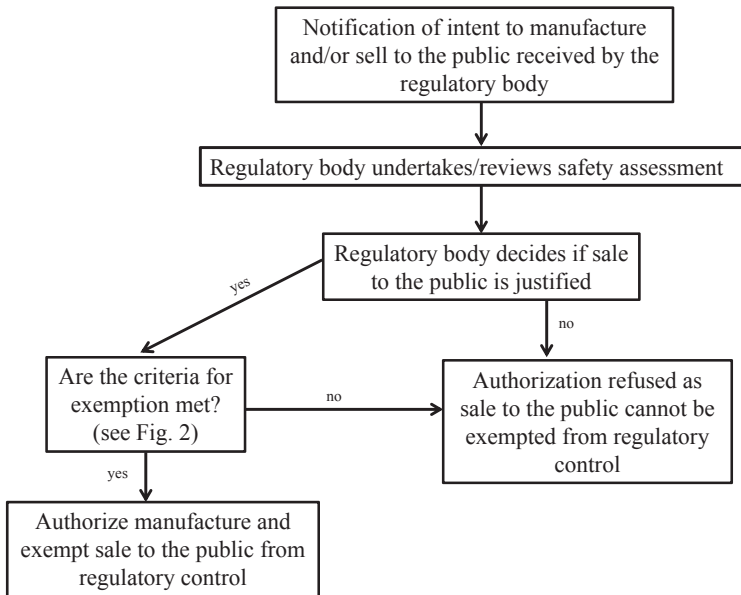 Notification of intent to manufacture
and/or sell to the public received by the
regulatory body
Regulatory body undertakes/reviews safety assessment
Regulatory body decides if sale
to the public is justified
yes
no
Are the criteria for
exemption met?
(see Fig. 2)
no
Authorization refused as
sale to the public cannot be
exempted from regulatory
control
yes
Authorize manufacture and
exempt sale to the public from
regulatory control